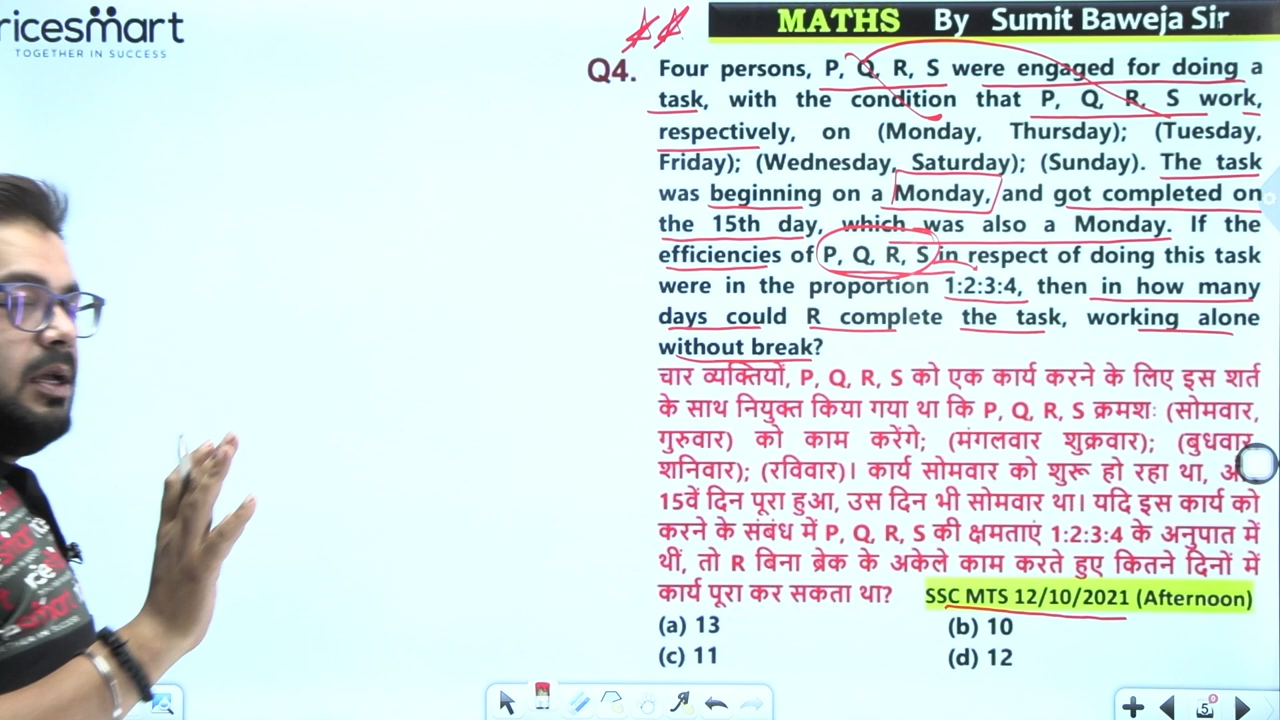 ricesmart
TOGETHER IN SUCCESS
MATHS By Sumit Baweja Sir
Q4. Four persons, P, Q, R, S were engaged for doing a
task, with the condition that P, Q, R, S work,
respectively, on (Monday, Thursday); (Tuesday,
Friday); (Wednesday, Saturday); (Sunday). The task
was beginning on a Monday, and got completed on
the 15th day, which was also a Monday. If the
efficiencies of P, Q, R, S in respect of doing this task
were in the proportion 1:2:3:4, then in how many
days could R complete the task, working alone
without break?
चार व्यक्तियों, P, Q, R, S को एक कार्य करने के लिए इस शर्त
के साथ नियुक्त किया गया था कि P, Q, R, S क्रमशः (सोमवार,
गुरुवार) को काम करेंगे; (मंगलवार शुक्रवार); (बुधवार,
शनिवार); (रविवार)। कार्य सोमवार को शुरू हो रहा था,
15वें दिन पूरा हुआ, उस दिन भी सोमवार था। यदि इस कार्य को
करने के संबंध में P, Q, R, S की क्षमताएं 1:2:3:4 के अनुपात में
थीं, तो R बिना ब्रेक के अकेले काम करते हुए कितने दिनों में
कार्य पूरा कर सकता था? SSC MTS 12/10/2021 (Afternoon)
(a) 13 (b) 10
(c) 11 (d) 12
5